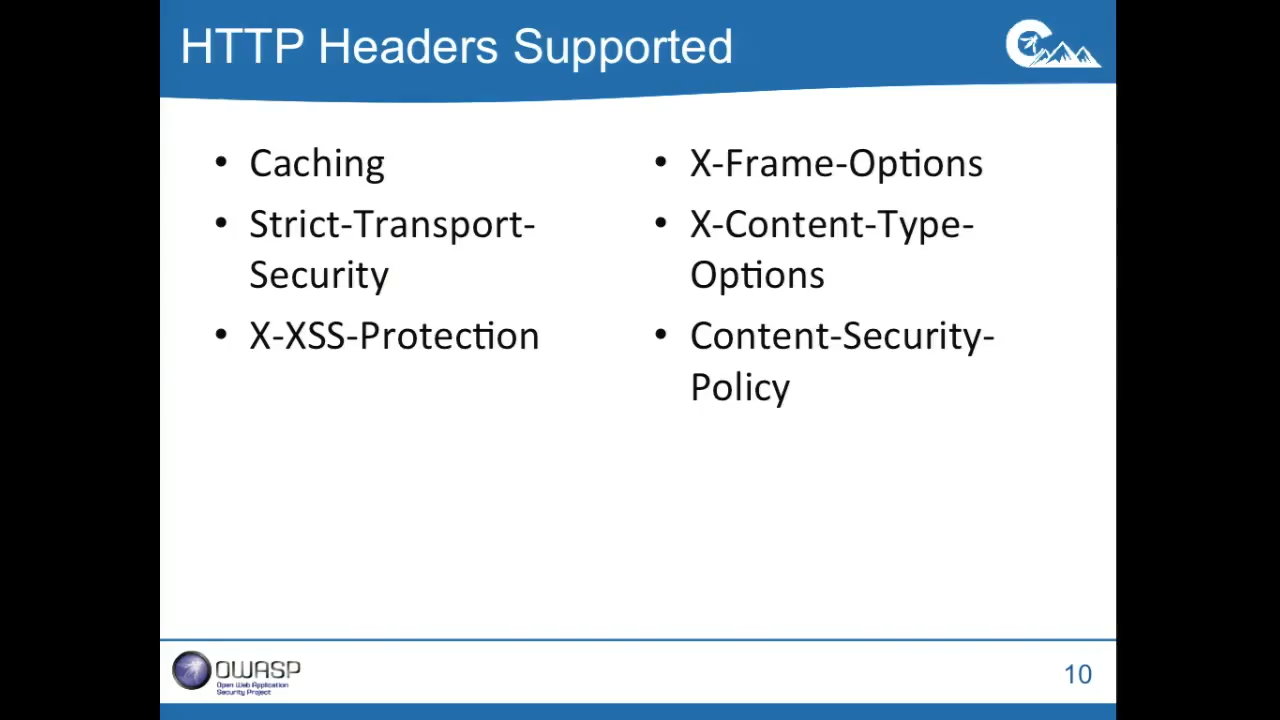 HTTP Headers Supported
• Caching
• Strict-Transport-
Security
• X-XSS-Protection
• X-Frame-Options
• X-Content-Type-
Options
• Content-Security-
Policy
OWASP
Open Web Application
Security Project
10